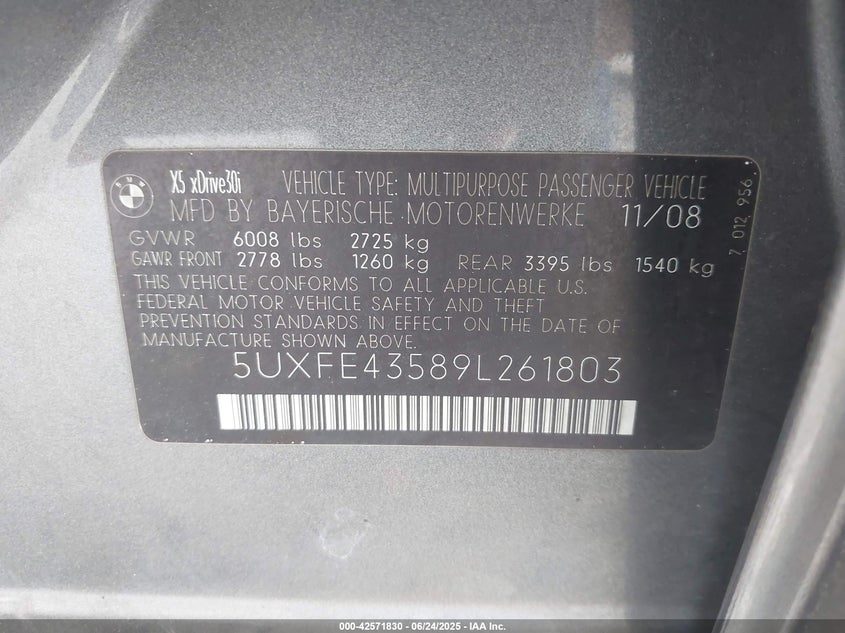 BMW
X5 xDrive30i VEHICLE TYPE: MULTIPURPOSE PASSENGER VEHICLE
MFD BY BAYERISCHE MOTORENWERKE 11/08
GVWR 6008 lbs 2725 kg
GAWR FRONT 2778 lbs 1260 kg REAR 3395 lbs 1540 kg
THIS VEHICLE CONFORMS TO ALL APPLICABLE U.S.
FEDERAL MOTOR VEHICLE SAFETY AND THEFT
PREVENTION STANDARDS IN EFFECT ON THE DATE OF
MANUFACTURE SHOWN ABOVE.
5UXFE43589L261803
7 012 956
000-42571830 - 06/24/2025 - IAA Inc.